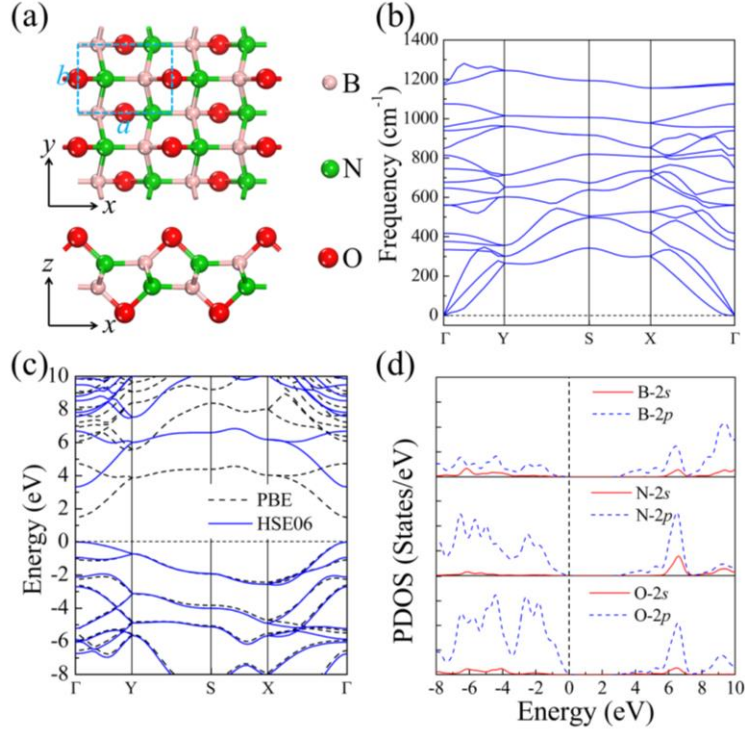 (a)
b
a
y
x
z
x
B
N
O
(b)
Frequency (cm⁻¹)
1400
1200
1000
800
600
400
200
0
Γ Y S X Γ
(c)
Energy (eV)
10
8
6
4
2
0
-2
-4
-6
-8
PBE
HSE06
Γ Y S X Γ
(d)
PDOS (States/eV)
B-2s
B-2p
N-2s
N-2p
O-2s
O-2p
-8 -6 -4 -2 0 2 4 6 8 10
Energy (eV)